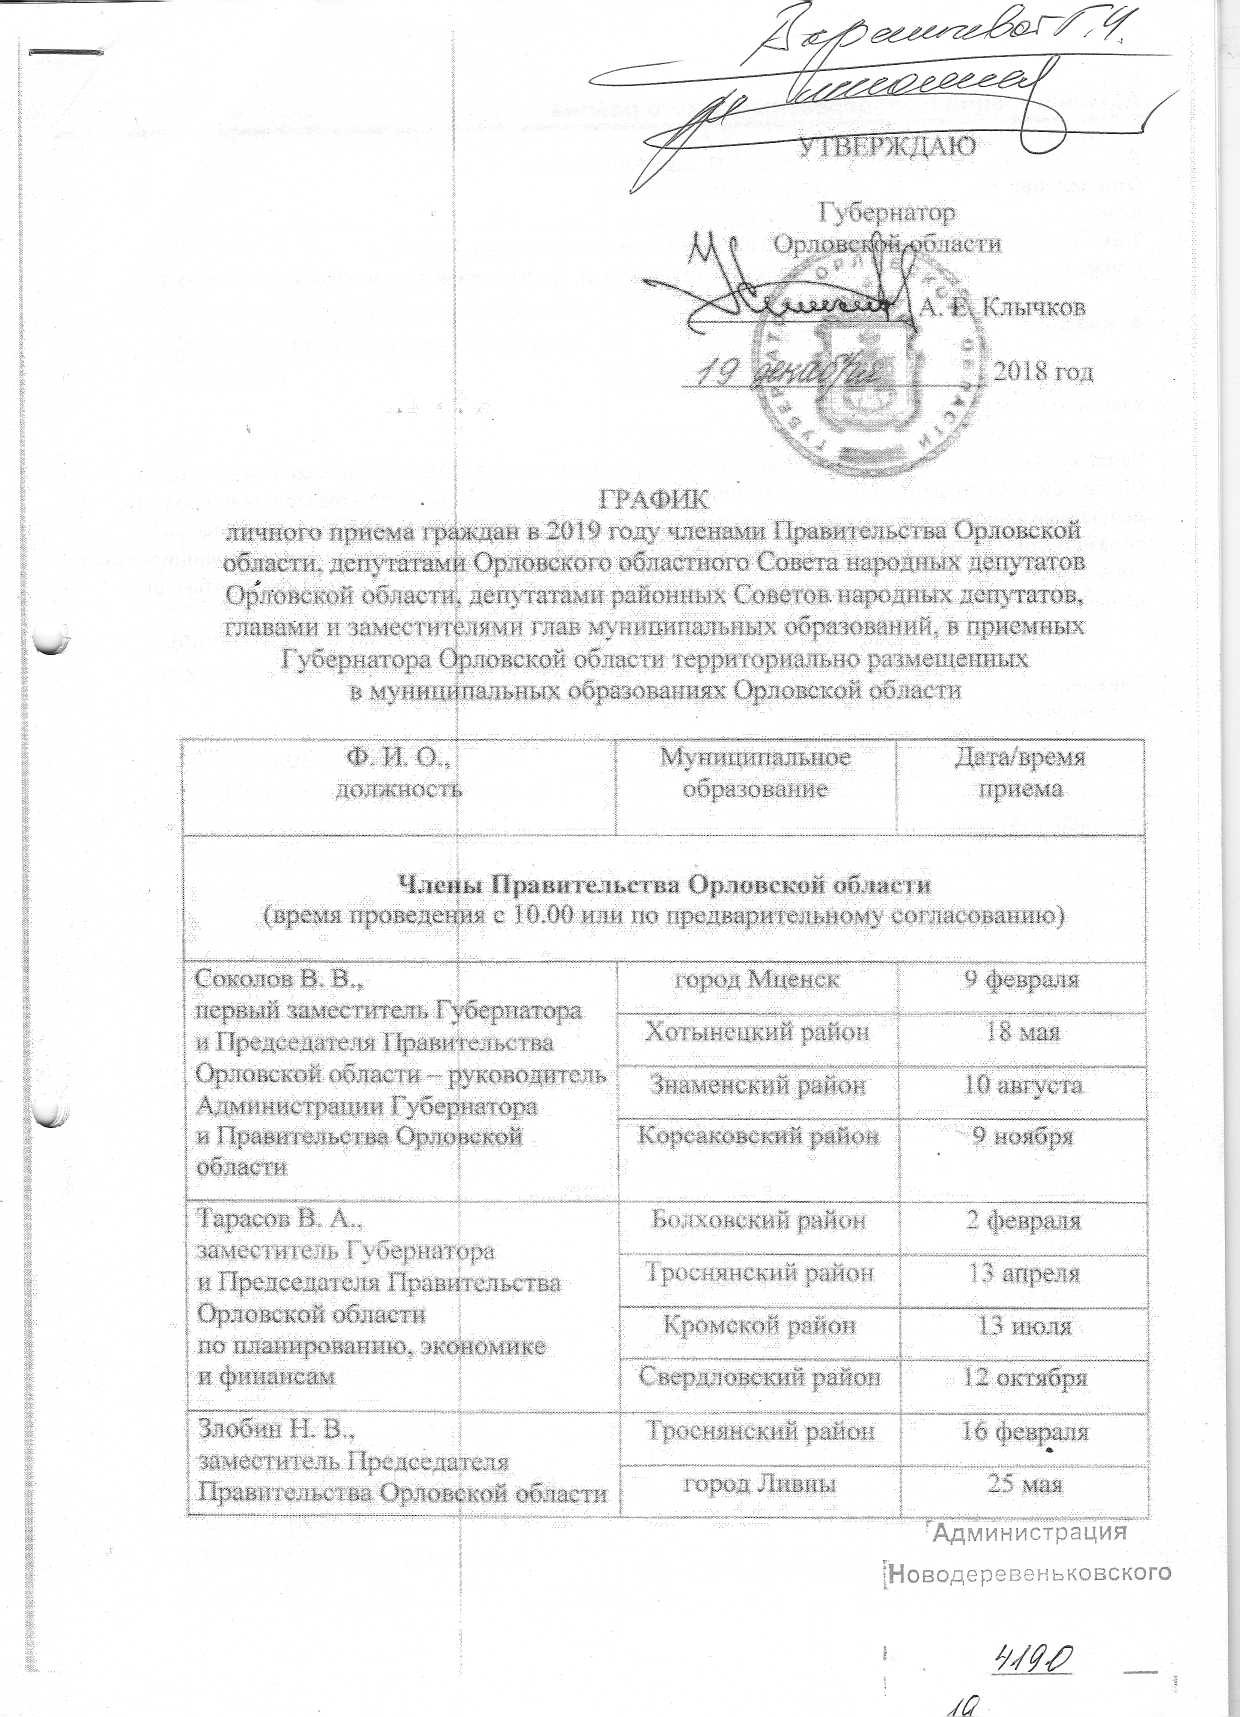 УТВЕРЖДАЮ
Губернатор
Орловской области
А. Е. Клычков
19 декабря 2018 год
ГРАФИК
личного приема граждан в 2019 году членами Правительства Орловской
области, депутатами Орловского областного Совета народных депутатов
Орловской области, депутатами районных Советов народных депутатов,
главами и заместителями глав муниципальных образований, в приемных
Губернатора Орловской области территориально размещенных
в муниципальных образованиях Орловской области
Ф. И. О.,
должность
Муниципальное
образование
Дата/время
приема
Члены Правительства Орловской области
(время проведения с 10.00 или по предварительному согласованию)
Соколов В. В.,
первый заместитель Губернатора
и Председателя Правительства
Орловской области – руководитель
Администрации Губернатора
и Правительства Орловской
области
город Мценск 9 февраля
Хотынецкий район 18 мая
Знаменский район 10 августа
Корсаковский район 9 ноября
Тарасов В. А.,
заместитель Губернатора
и Председателя Правительства
Орловской области
по планированию, экономике
и финансам
Болховский район 2 февраля
Троснянский район 13 апреля
Кромской район 13 июля
Свердловский район 12 октября
Злобин Н. В.,
заместитель Председателя
Правительства Орловской области
Троснянский район 16 февраля
город Ливны 25 мая
Администрация
Новодеревеньковского
4190
19